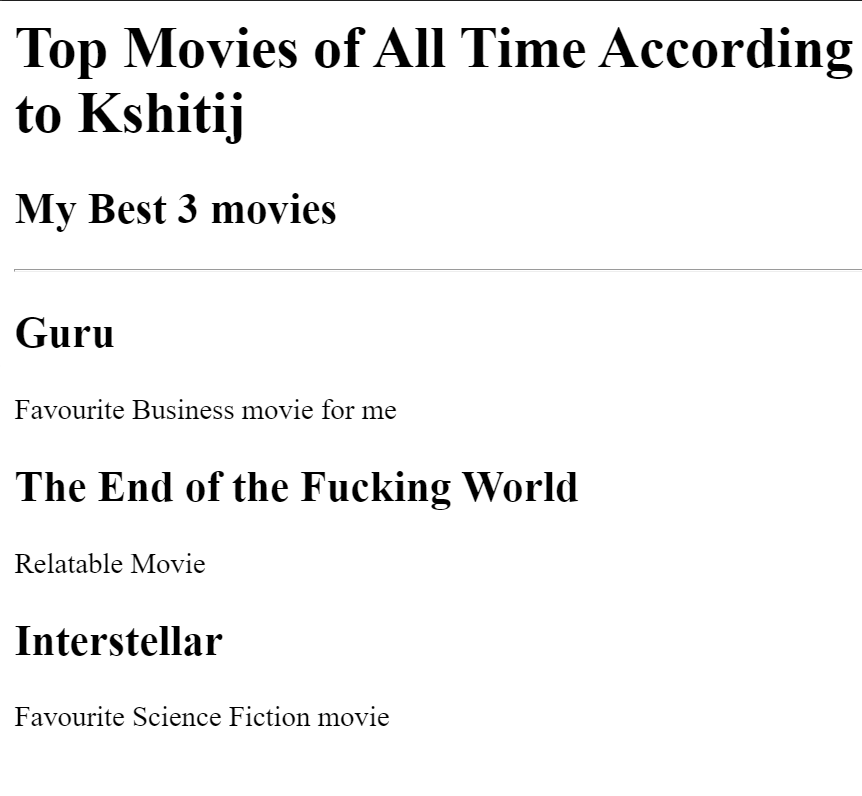 Top Movies of All Time According
to Kshitij
My Best 3 movies
Guru
Favourite Business movie for me
The End of the Fucking World
Relatable Movie
Interstellar
Favourite Science Fiction movie